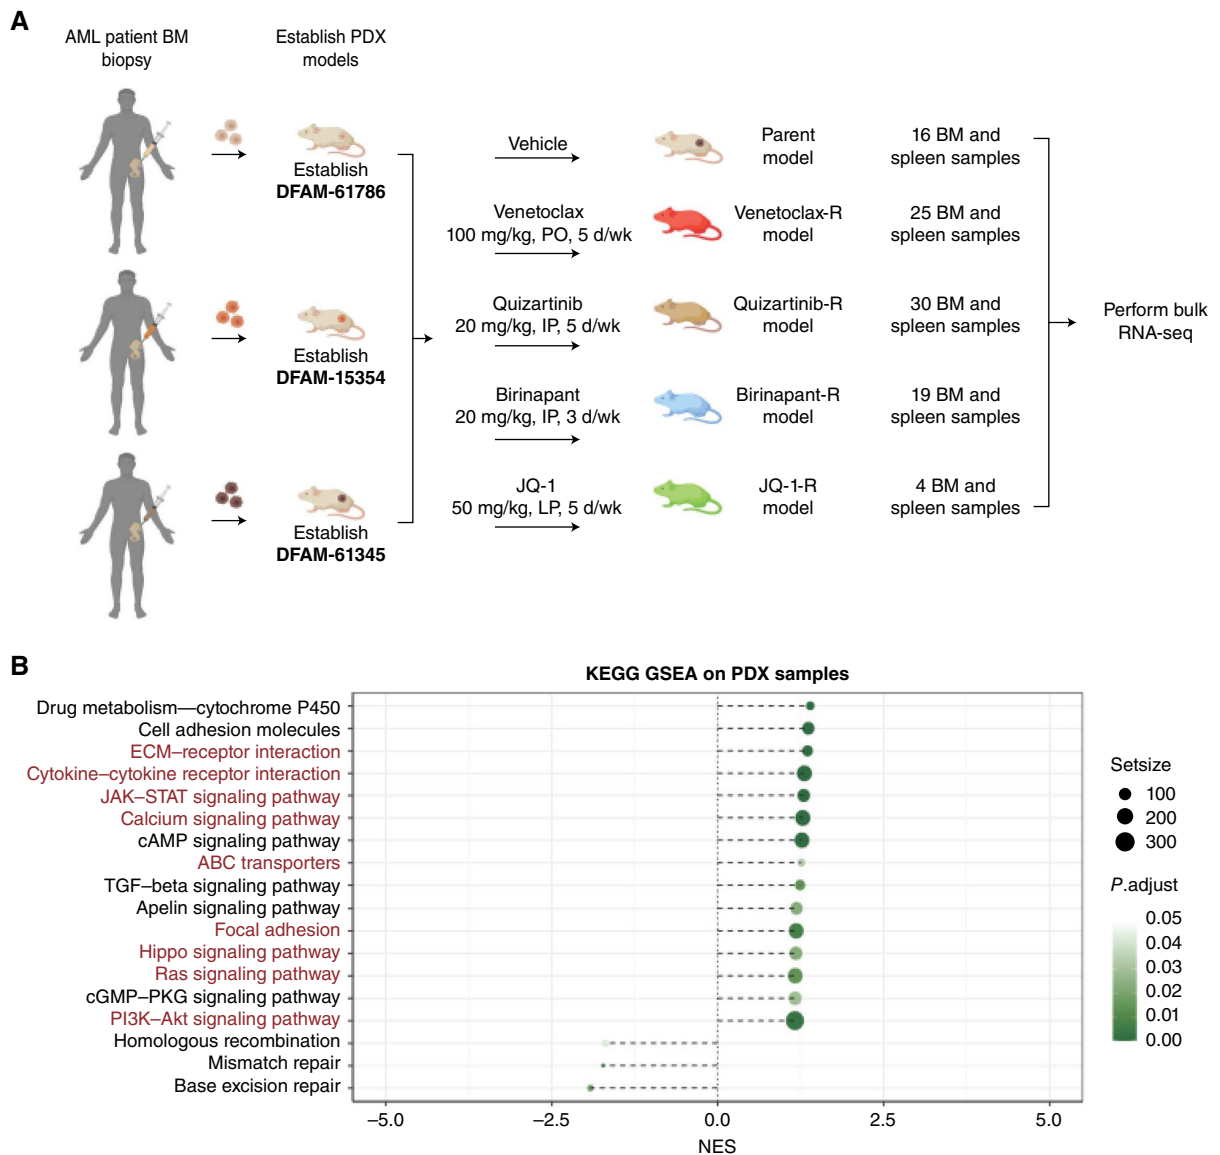 A
AML patient BM
biopsy
Establish PDX
models
Establish
DFAM-61786
Establish
DFAM-15354
Establish
DFAM-61345
Vehicle
Parent
model
16 BM and
spleen samples
Venetoclax
100 mg/kg, PO, 5 d/wk
Venetoclax-R
model
25 BM and
spleen samples
Quizartinib
20 mg/kg, IP, 5 d/wk
Quizartinib-R
model
30 BM and
spleen samples
Birinapant
20 mg/kg, IP, 3 d/wk
Birinapant-R
model
19 BM and
spleen samples
JQ-1
50 mg/kg, LP, 5 d/wk
JQ-1-R
model
4 BM and
spleen samples
Perform bulk
RNA-seq
B
KEGG GSEA on PDX samples
Drug metabolism—cytochrome P450
Cell adhesion molecules
ECM–receptor interaction
Cytokine–cytokine receptor interaction
JAK–STAT signaling pathway
Calcium signaling pathway
cAMP signaling pathway
ABC transporters
TGF–beta signaling pathway
Apelin signaling pathway
Focal adhesion
Hippo signaling pathway
Ras signaling pathway
cGMP–PKG signaling pathway
PI3K–Akt signaling pathway
Homologous recombination
Mismatch repair
Base excision repair
–5.0
–2.5
0.0
2.5
5.0
NES
Setsize
100
200
300
P.adjust
0.05
0.04
0.03
0.02
0.01
0.00